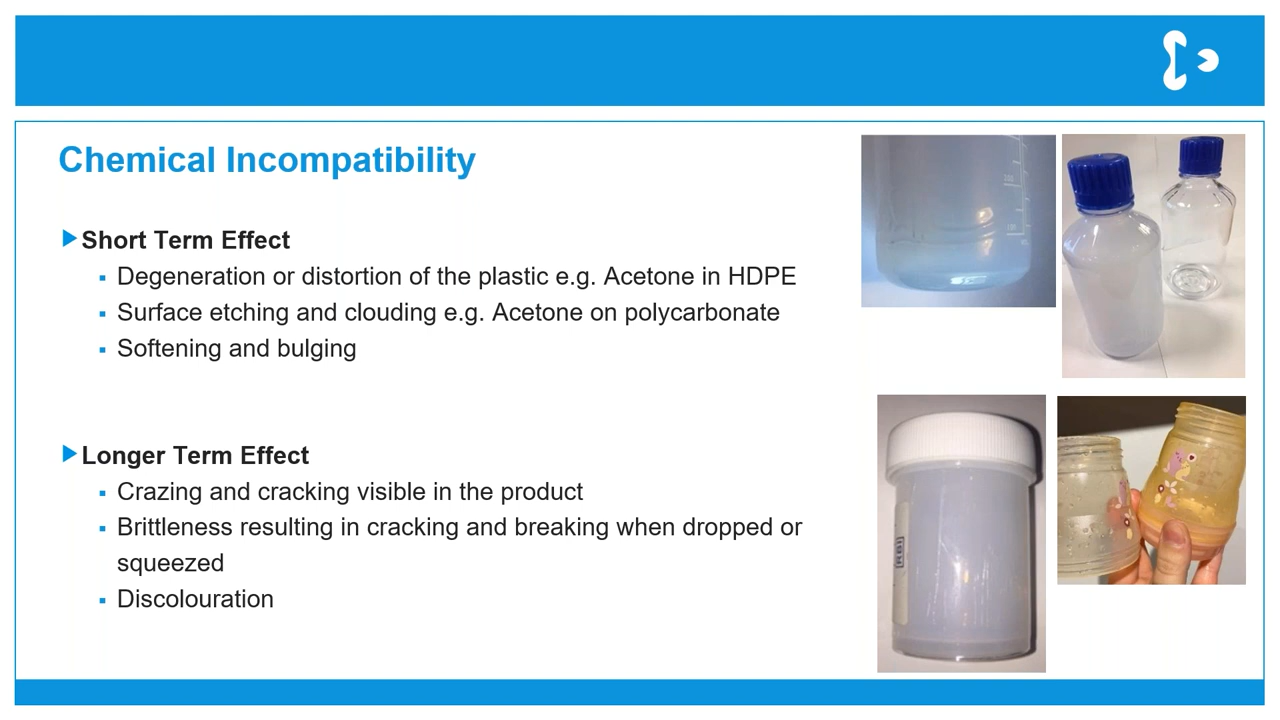 Chemical Incompatibility
Short Term Effect
Degeneration or distortion of the plastic e.g. Acetone in HDPE
Surface etching and clouding e.g. Acetone on polycarbonate
Softening and bulging
Longer Term Effect
Crazing and cracking visible in the product
Brittleness resulting in cracking and breaking when dropped or
squeezed
Discolouration